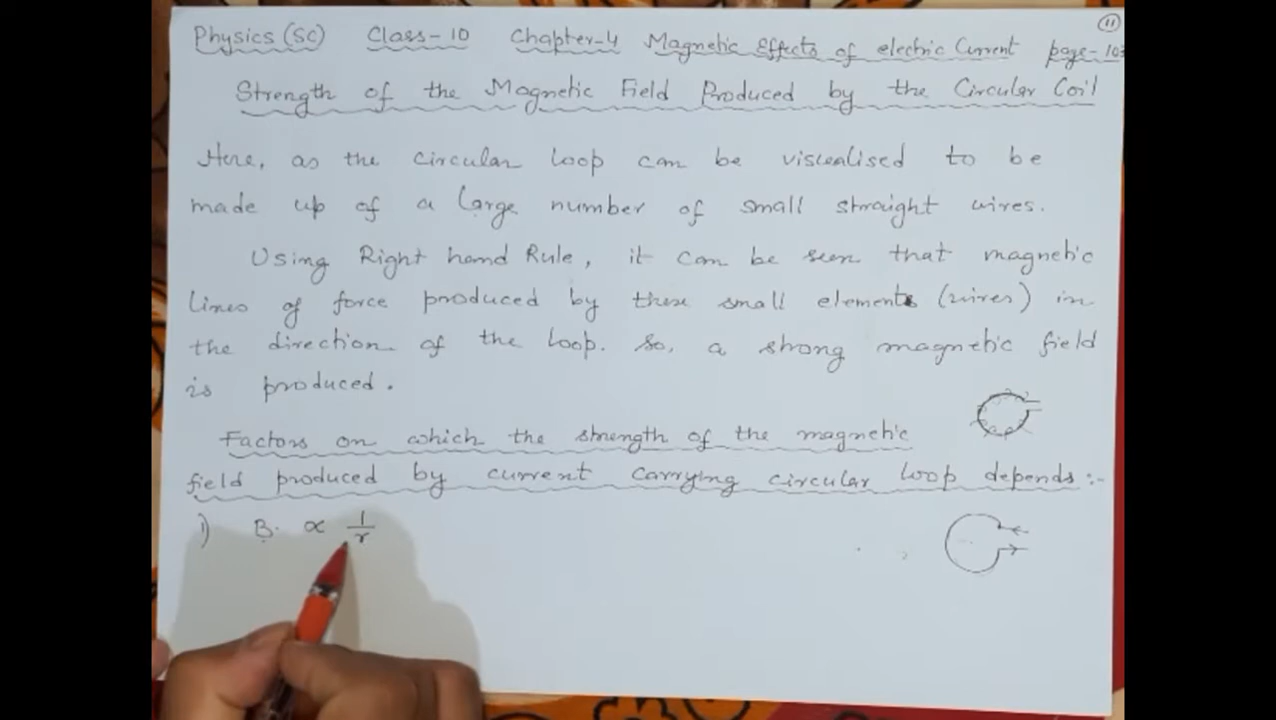 11
Physics (SC) Class-10 Chapter-4 Magnetic Effects of electric Current page-103
Strength of the Magnetic Field Produced by the Circular Coil
Here, as the circular loop can be visualised to be
made up of a large number of small straight wires.
Using Right hand Rule, it can be seen that magnetic
lines of force produced by these small elements (wires) in
the direction of the loop. So, a strong magnetic field
is produced.
Factors on which the strength of the magnetic
field produced by current carrying circular loop depends :-
1) B ∝ 1/r